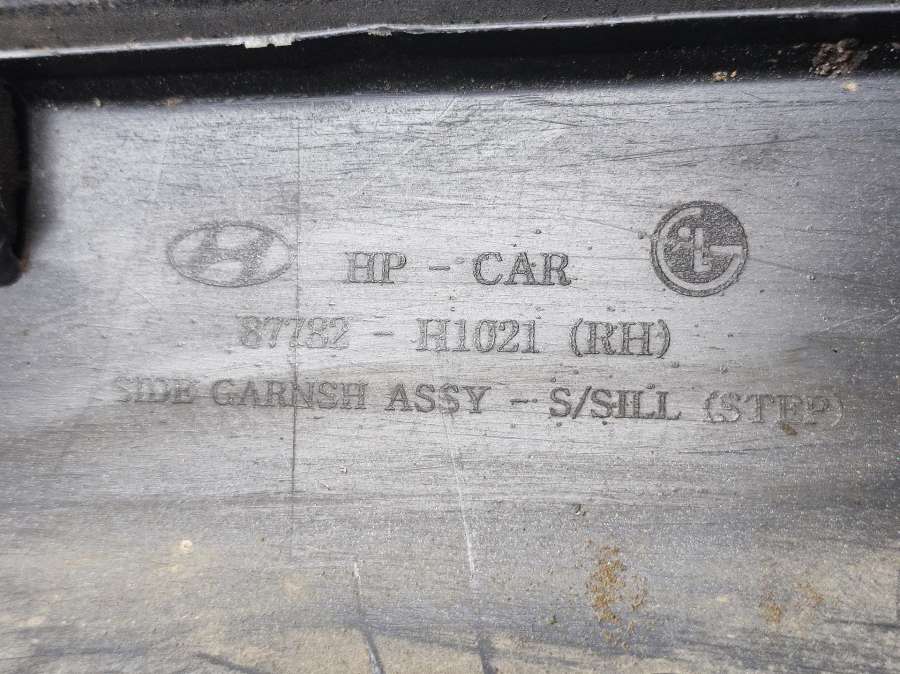 HP - CAR
87782 - H1021 (RH)
SIDE GARNSH ASSY - S/SILL (STEP)